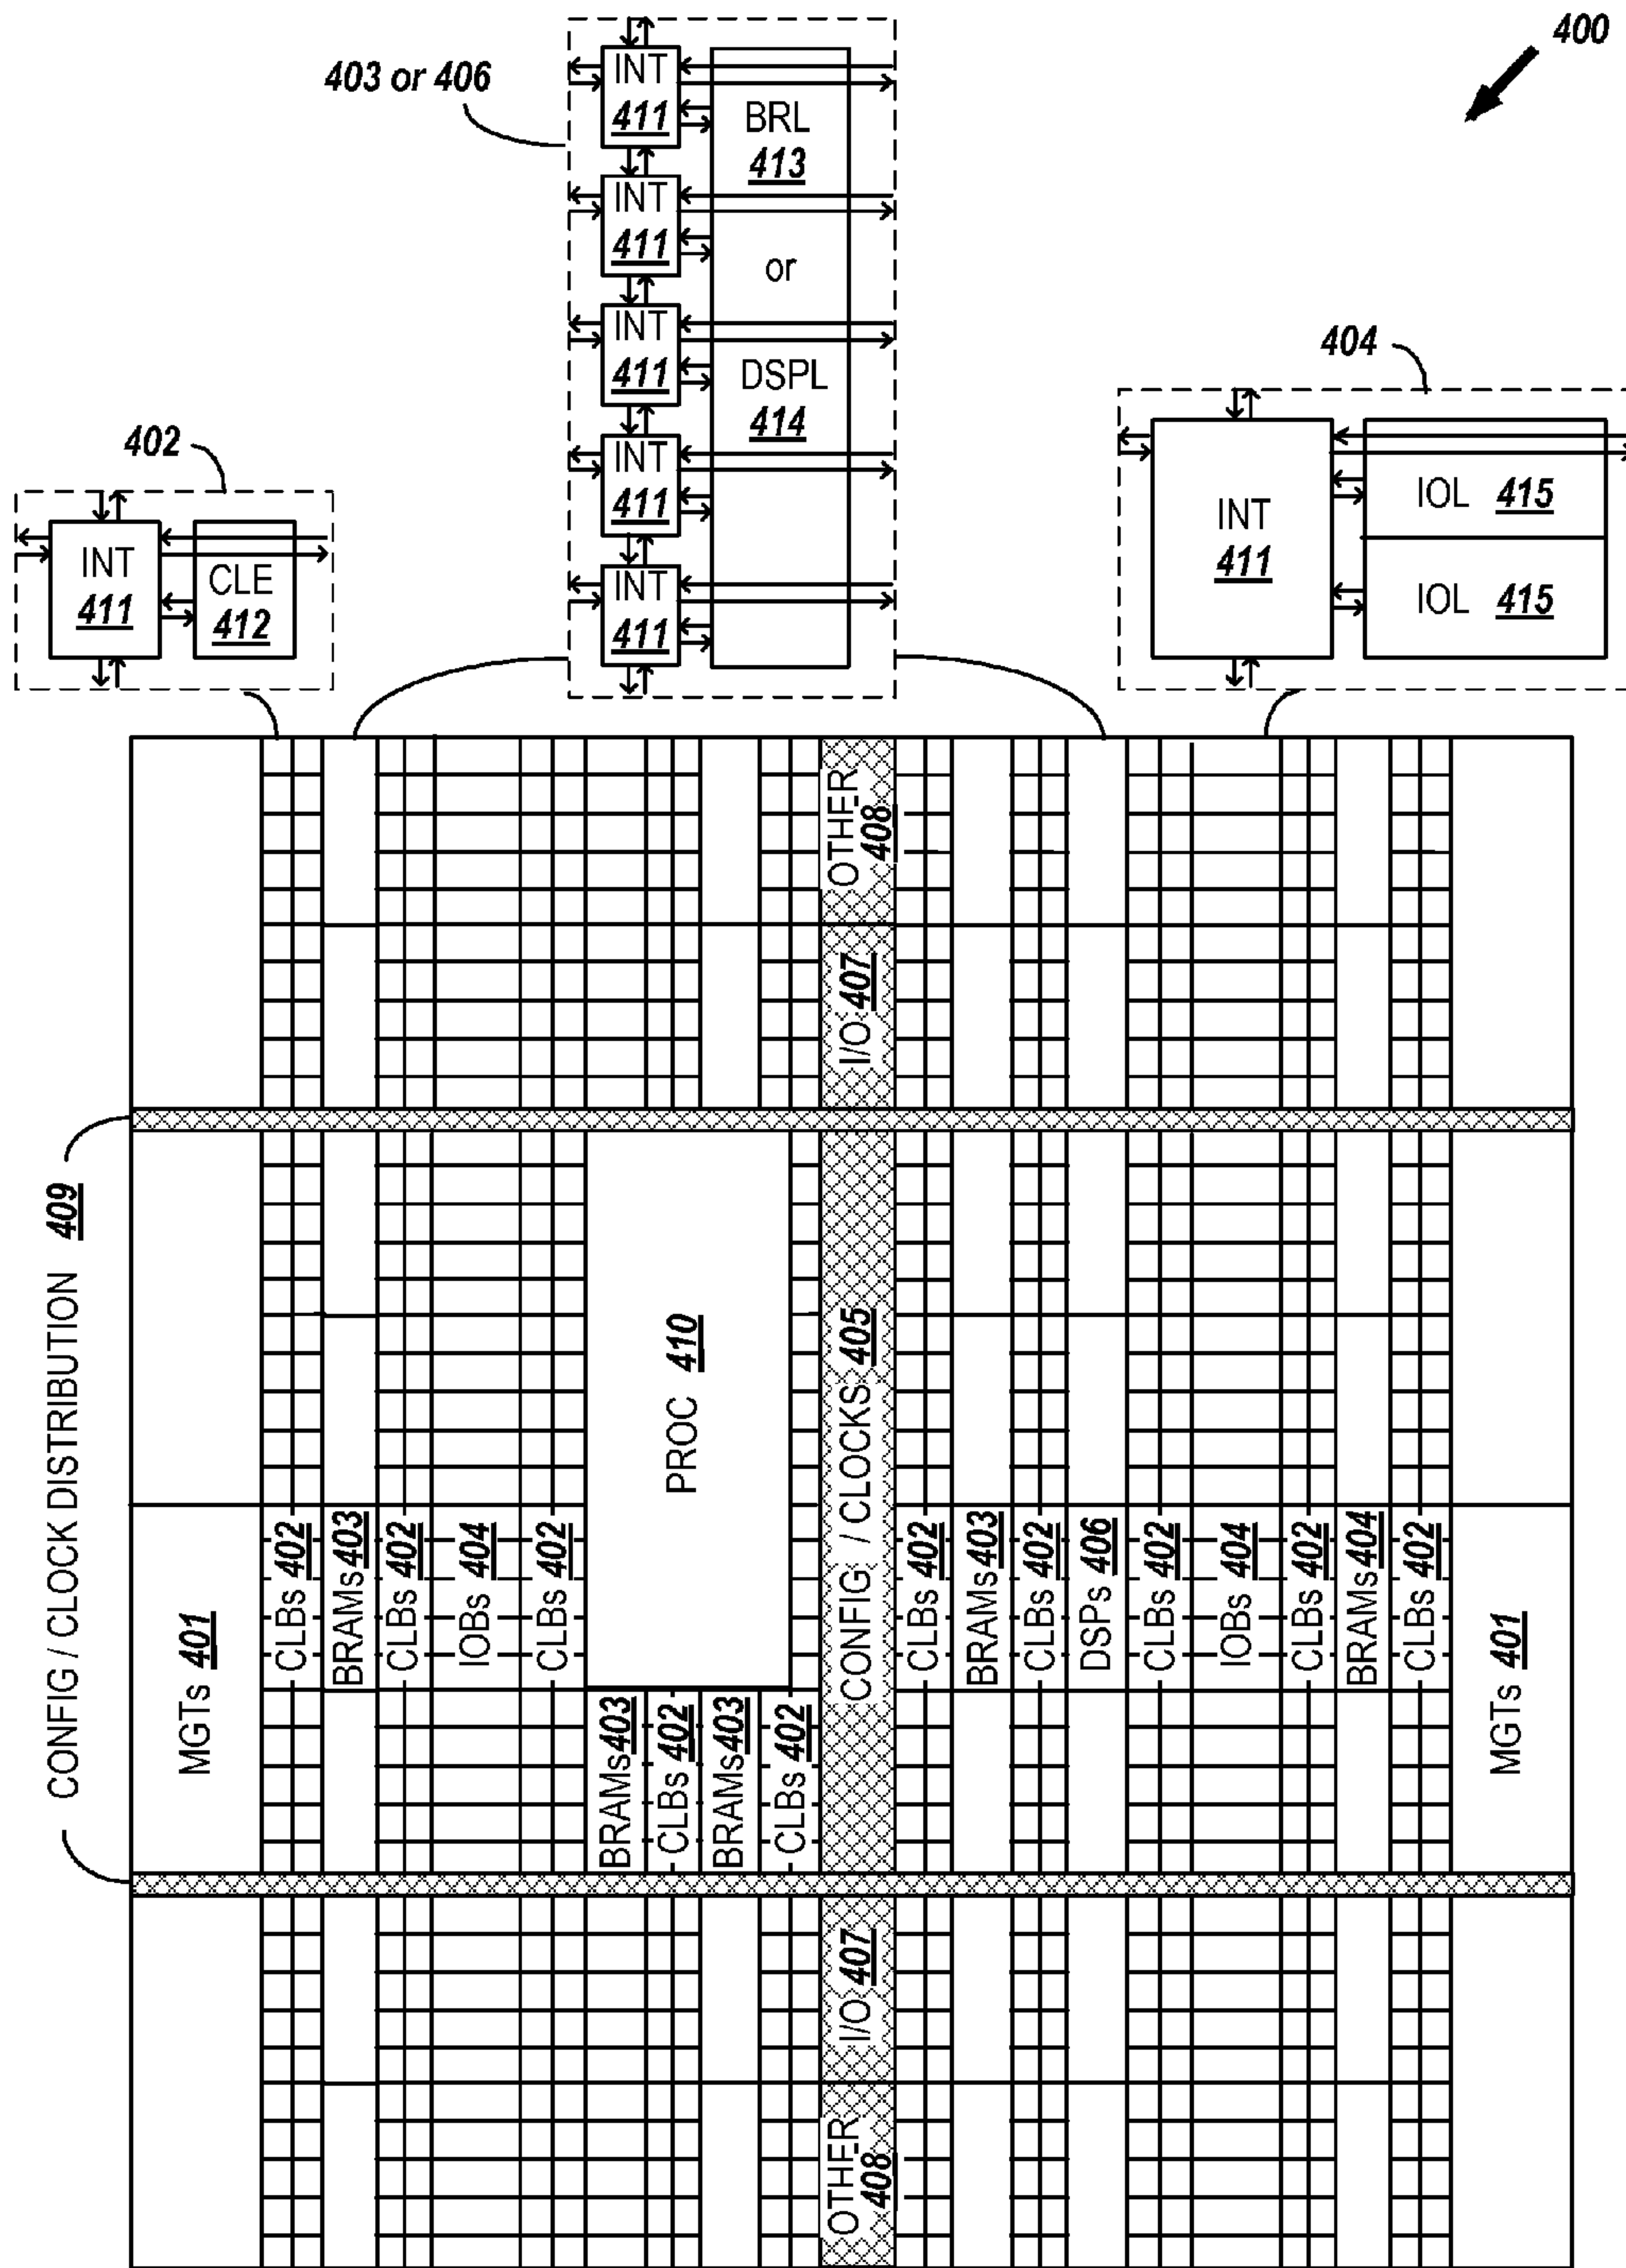 400
403 or 406
INT
411
INT
411
INT
411
INT
411
INT
411
BRL
413
or
DSPL
414
404
INT
411
IOL 415
IOL 415
402
INT
411
CLE
412
CONFIG / CLOCK DISTRIBUTION 409
OTHER
408
I/O 407
CONFIG / CLOCKS 405
I/O 407
OTHER
408
PROC 410
MGTs 401
CLBs 402
BRAMs 403
CLBs 402
IOBs 404
CLBs 402
BRAMs 403
CLBs 402
BRAMs 403
CLBs 402
CLBs 402
BRAMs 403
CLBs 402
DSPs 406
CLBs 402
IOBs 404
CLBs 402
BRAMs 404
CLBs 402
MGTs 401